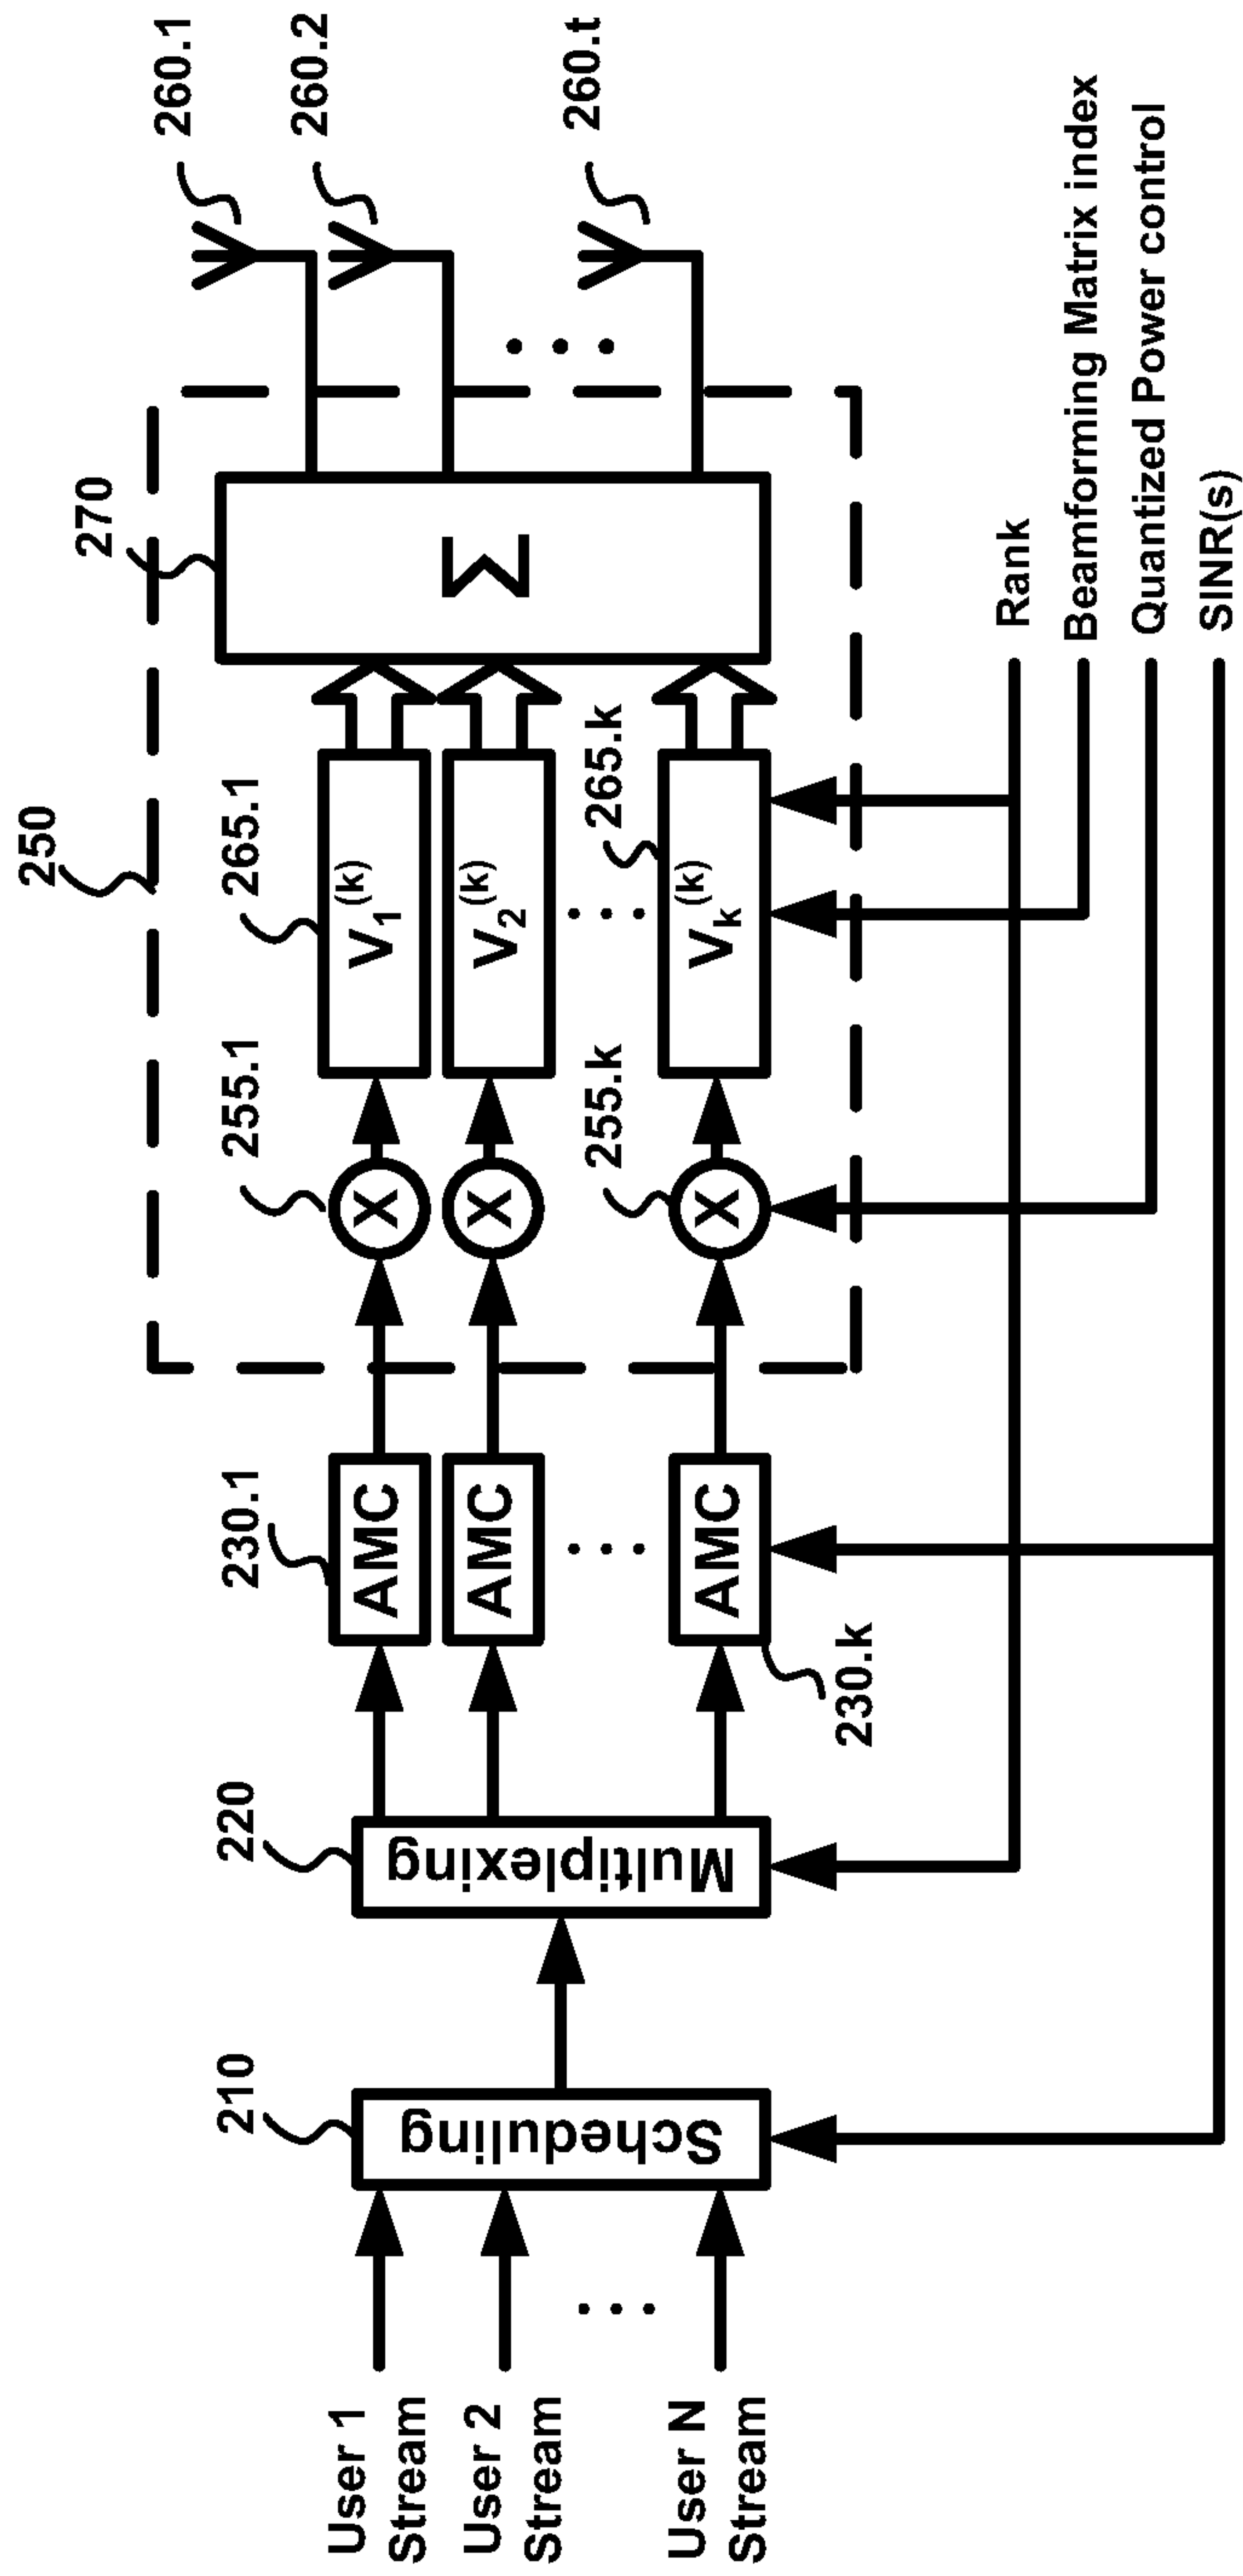 User 1
Stream
User 2
Stream
User N
Stream
...
210
Scheduling
220
Multiplexing
230.1
AMC
AMC
...
AMC
230.k
250
255.1
X
X
255.k
X
265.1
V1(k)
V2(k)
...
265.k
Vk(k)
270
Σ
260.1
260.2
...
260.t
Rank
Beamforming Matrix index
Quantized Power control
SINR(s)